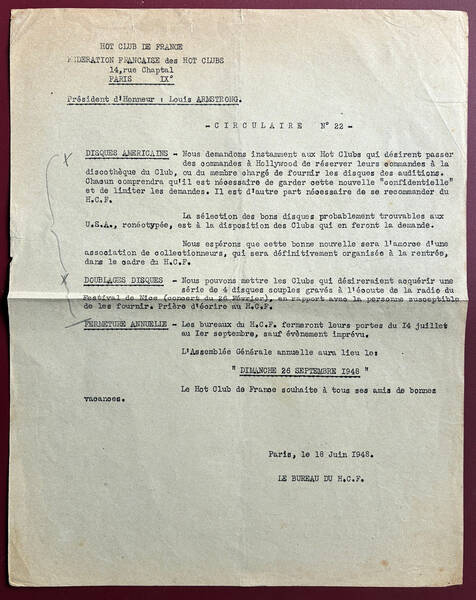 HOT CLUB DE FRANCE
FEDERATION FRANCAISE des HOT CLUBS
14,rue Chaptal
PARIS IX°
Président d'Honneur : Louis ARMSTRONG.
- C I R C U L A I R E N° 22 -
DISQUES AMERICAINS - Nous demandons instamment aux Hot Clubs qui désirent passer
des commandes à Hollywood de réserver leurs commandes à la
discothèque du Club, ou du membre chargé de fournir les disques des auditions.
Chacun comprendra qu'il est nécessaire de garder cette nouvelle "confidentielle"
et de limiter les demandes. Il est d'autre part nécessaire de se recommander du
H.C.F.
La sélection des bons disques probablement trouvables aux
U.S.A., ronéotypée, est à la disposition des Clubs qui en feront la demande.
Nous espérons que cette bonne nouvelle sera l'amorce d'une
association de collectionneurs, qui sera définitivement organisée à la rentrée,
dans le cadre du H.C.F.
DOUBLAGES DISQUES - Nous pouvons mettre les Clubs qui désireraient acquérir une
série de 4 disques souples gravés à l'écoute de la radio du
Festival de Nice (concert du 26 Février), en rapport avec la personne susceptible
de les fournir. Prière d'écrire au H.C.F.
FERMETURE ANNUELLE - Les bureaux du H.C.F. fermeront leurs portes du I4 juillet
au 1er septembre, sauf évènement imprévu.
L'Assemblée Générale annuelle aura lieu le:
" DIMANCHE 26 SEPTEMBRE 1948 "
Le Hot Club de France souhaite à tous ses amis de bonnes
vacances.
Paris, le 18 Juin 1948.
LE BUREAU DU H.C.F.